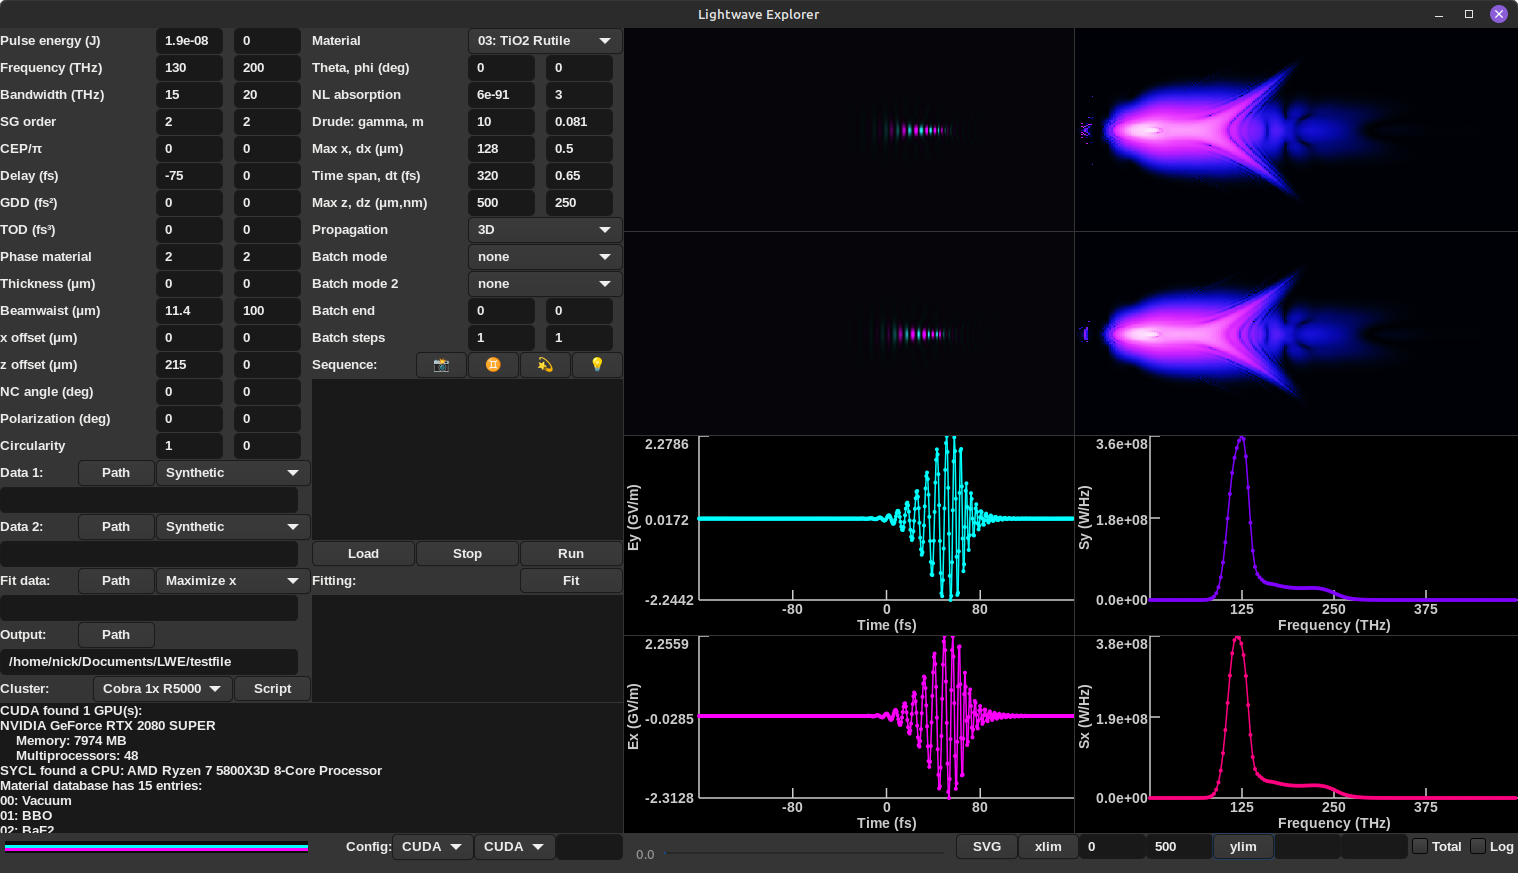 Lightwave Explorer
Pulse energy (J) 1.9e-08 0 Material 03: TiO2 Rutile
Frequency (THz) 130 200 Theta, phi (deg) 0 0
Bandwidth (THz) 15 20 NL absorption 6e-91 3
SG order 2 2 Drude: gamma, m 10 0.081
CEP/π 0 0 Max x, dx (μm) 128 0.5
Delay (fs) -75 0 Time span, dt (fs) 320 0.65
GDD (fs²) 0 0 Max z, dz (μm,nm) 500 250
TOD (fs³) 0 0 Propagation 3D
Phase material 2 2 Batch mode none
Thickness (μm) 0 0 Batch mode 2 none
Beamwaist (μm) 11.4 100 Batch end 0 0
x offset (μm) 0 0 Batch steps 1 1
z offset (μm) 215 0 Sequence:
NC angle (deg) 0 0
Polarization (deg) 0 0
Circularity 1 0
Data 1: Path Synthetic
Data 2: Path Synthetic
Load Stop Run
Fit data: Path Maximize x Fitting: Fit
Output: Path
/home/nick/Documents/LWE/testfile
Cluster: Cobra 1x R5000 Script
CUDA found 1 GPU(s):
NVIDIA GeForce RTX 2080 SUPER
Memory: 7974 MB
Multiprocessors: 48
SYCL found a CPU: AMD Ryzen 7 5800X3D 8-Core Processor
Material database has 15 entries:
00: Vacuum
01: BBO
02: BaF2
2.2786
0.0172
-2.2442
Ey (GV/m)
-80 0 80
Time (fs)
3.6e+08
1.8e+08
0.0e+00
Sy (W/Hz)
125 250 375
Frequency (THz)
2.2559
-0.0285
-2.3128
Ex (GV/m)
-80 0 80
Time (fs)
3.8e+08
1.9e+08
0.0e+00
Sx (W/Hz)
125 250 375
Frequency (THz)
Config: CUDA CUDA 0.0 SVG xlim 0 500 ylim Total Log